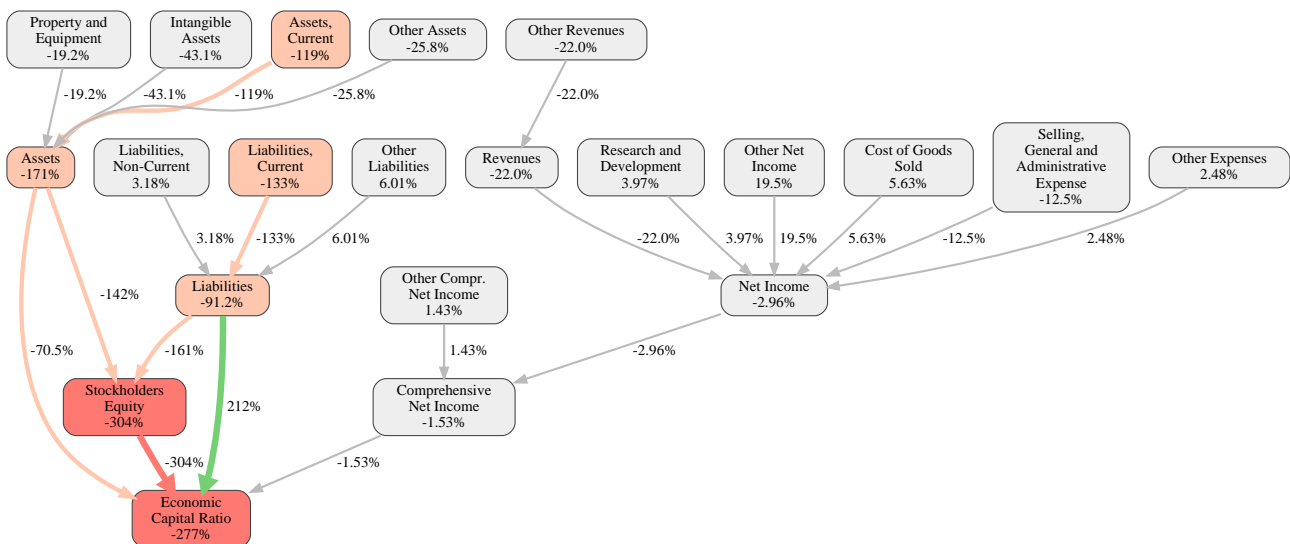 Property and
Equipment
-19.2%
Intangible
Assets
-43.1%
Assets,
Current
-119%
Other Assets
-25.8%
Other Revenues
-22.0%
-19.2%
-43.1%
-119%
-25.8%
-22.0%
Assets
-171%
Liabilities,
Non-Current
3.18%
Liabilities,
Current
-133%
Other
Liabilities
6.01%
Revenues
-22.0%
Research and
Development
3.97%
Other Net
Income
19.5%
Cost of Goods
Sold
5.63%
Selling,
General and
Administrative
Expense
-12.5%
Other Expenses
2.48%
3.18%
-133%
6.01%
-22.0%
3.97%
19.5%
5.63%
-12.5%
2.48%
Liabilities
-91.2%
Other Compr.
Net Income
1.43%
Net Income
-2.96%
-142%
-70.5%
-161%
1.43%
-2.96%
Stockholders
Equity
-304%
212%
Comprehensive
Net Income
-1.53%
-304%
-1.53%
Economic
Capital Ratio
-277%